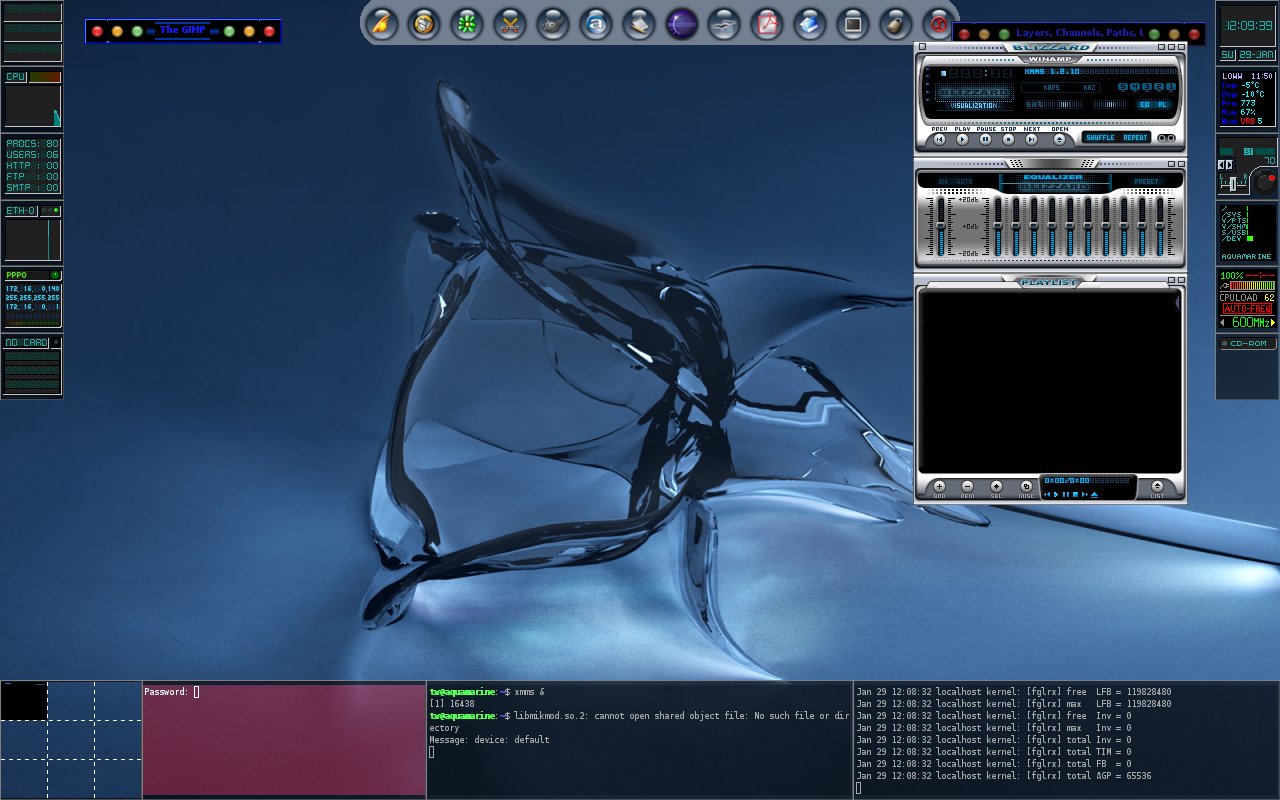 CPU
PROCS: 80
USERS: 06
HTTP : 00
FTP : 00
SMTP : 00
ETH-0
PPP0
172, 16, 0,140
255,255,255,255
172, 16, 0, 1
NO CARD
The GIMP
Layers, Channels, Paths, L
BLIZZARD
WINAMP
XMMS 1.2.10
KBPS KHZ
BLIZZARD
VISUALIZATION
EQ PL
PREV PLAY PAUSE STOP NEXT OPEN
SHUFFLE REPEAT
ON AUTO
EQUALIZER
BLIZZARD
PRESET
+20db
+0db
-20db
PLAYLIST
ADD REM SEL MISC
0:00/0:00
LIST
12:09:39
SU 29-JAN
LOWW 11:50
Tmp -5°C
Dew -10°C
Prs 773
Hum 67%
Wnd VRB 5
70
L R
/
/SYS
V/PTS
V/SHM
S/USB
/DEV
AQUAMARINE
100%
CPULOAD 62
AUTO-FREQ
600MHz
CD-ROM
Password:
tw@aquamarine:~$ xmms &
[1] 16438
tw@aquamarine:~$ libmikmod.so.2: cannot open shared object file: No such file or dir
ectory
Message: device: default
Jan 29 12:08:32 localhost kernel: [fglrx] free  LFB = 119828480
Jan 29 12:08:32 localhost kernel: [fglrx] max   LFB = 119828480
Jan 29 12:08:32 localhost kernel: [fglrx] free  Inv = 0
Jan 29 12:08:32 localhost kernel: [fglrx] max   Inv = 0
Jan 29 12:08:32 localhost kernel: [fglrx] total Inv = 0
Jan 29 12:08:32 localhost kernel: [fglrx] total TIM = 0
Jan 29 12:08:32 localhost kernel: [fglrx] total FB  = 0
Jan 29 12:08:32 localhost kernel: [fglrx] total AGP = 65536